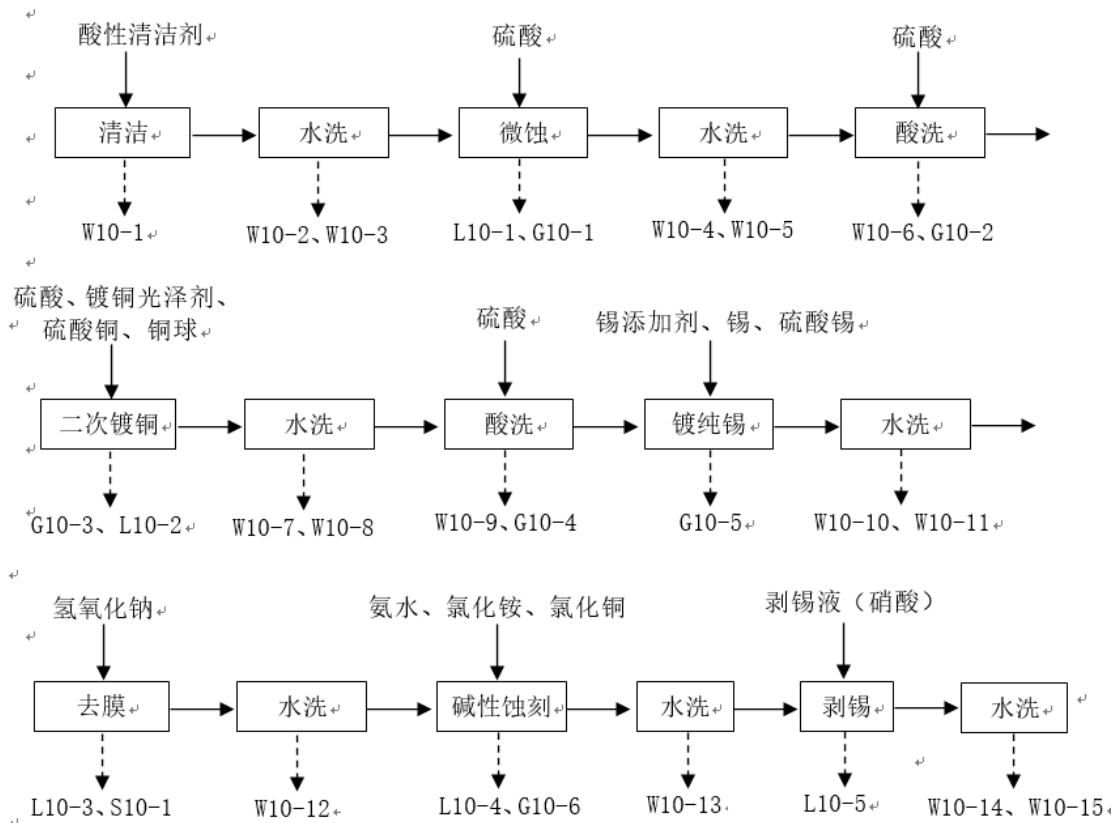 酸性清洁剂 硫酸 硫酸
清洁 水洗 微蚀 水洗 酸洗
W10-1 W10-2、W10-3 L10-1、G10-1 W10-4、W10-5 W10-6、G10-2
硫酸、镀铜光泽剂、
硫酸铜、铜球 硫酸 锡添加剂、锡、硫酸锡
二次镀铜 水洗 酸洗 镀纯锡 水洗
G10-3、L10-2 W10-7、W10-8 W10-9、G10-4 G10-5 W10-10、W10-11
氢氧化钠 氨水、氯化铵、氯化铜 剥锡液（硝酸）
去膜 水洗 碱性蚀刻 水洗 剥锡 水洗
L10-3、S10-1 W10-12 L10-4、G10-6 W10-13 L10-5 W10-14、W10-15